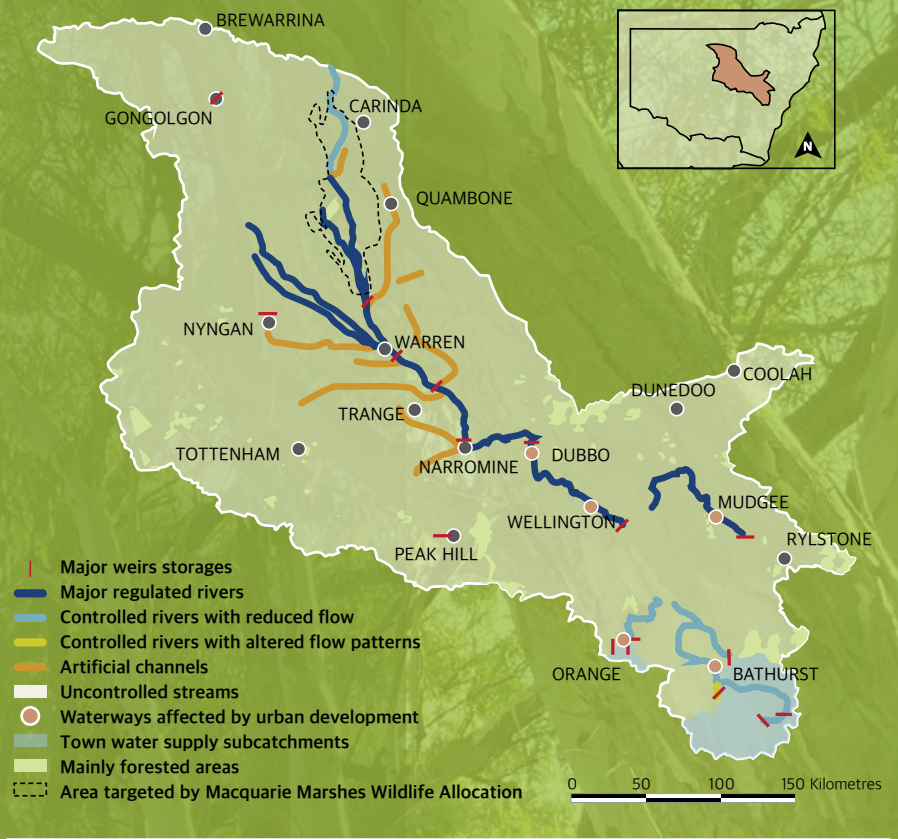 BREWARRINA
GONGOLGON
CARINDA
QUAMBONE
N
NYNGAN
WARREN
COOLAH
DUNEDOO
TRANGE
TOTTENHAM
NARROMINE
DUBBO
MUDGEE
WELLINGTON
RYLSTONE
PEAK HILL
ORANGE
BATHURST
Major weirs storages
Major regulated rivers
Controlled rivers with reduced flow
Controlled rivers with altered flow patterns
Artificial channels
Uncontrolled streams
Waterways affected by urban development
Town water supply subcatchments
Mainly forested areas
Area targeted by Macquarie Marshes Wildlife Allocation
0 50 100 150 Kilometres